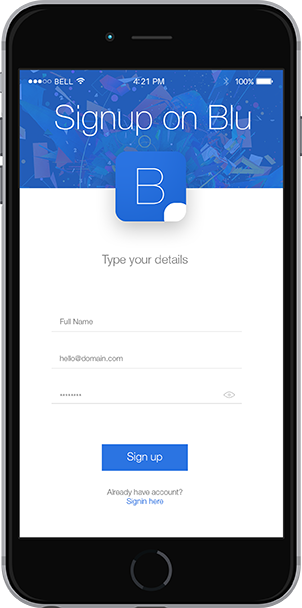 BELL 4:21 PM 100%
Signup on Blu
B
Type your details
Full Name
hello@domain.com
••••••••
Sign up
Already have account?
Signin here